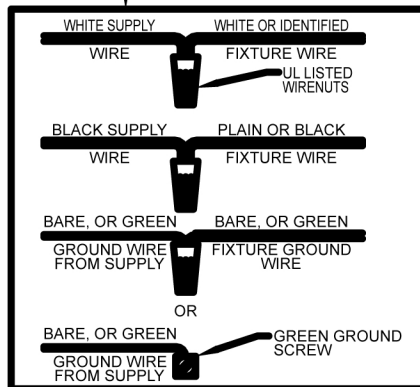 WHITE SUPPLY
WIRE
WHITE OR IDENTIFIED
FIXTURE WIRE
UL LISTED
WIRENUTS
BLACK SUPPLY
WIRE
PLAIN OR BLACK
FIXTURE WIRE
BARE, OR GREEN
GROUND WIRE
FROM SUPPLY
BARE, OR GREEN
FIXTURE GROUND
WIRE
OR
BARE, OR GREEN
GROUND WIRE
FROM SUPPLY
GREEN GROUND
SCREW